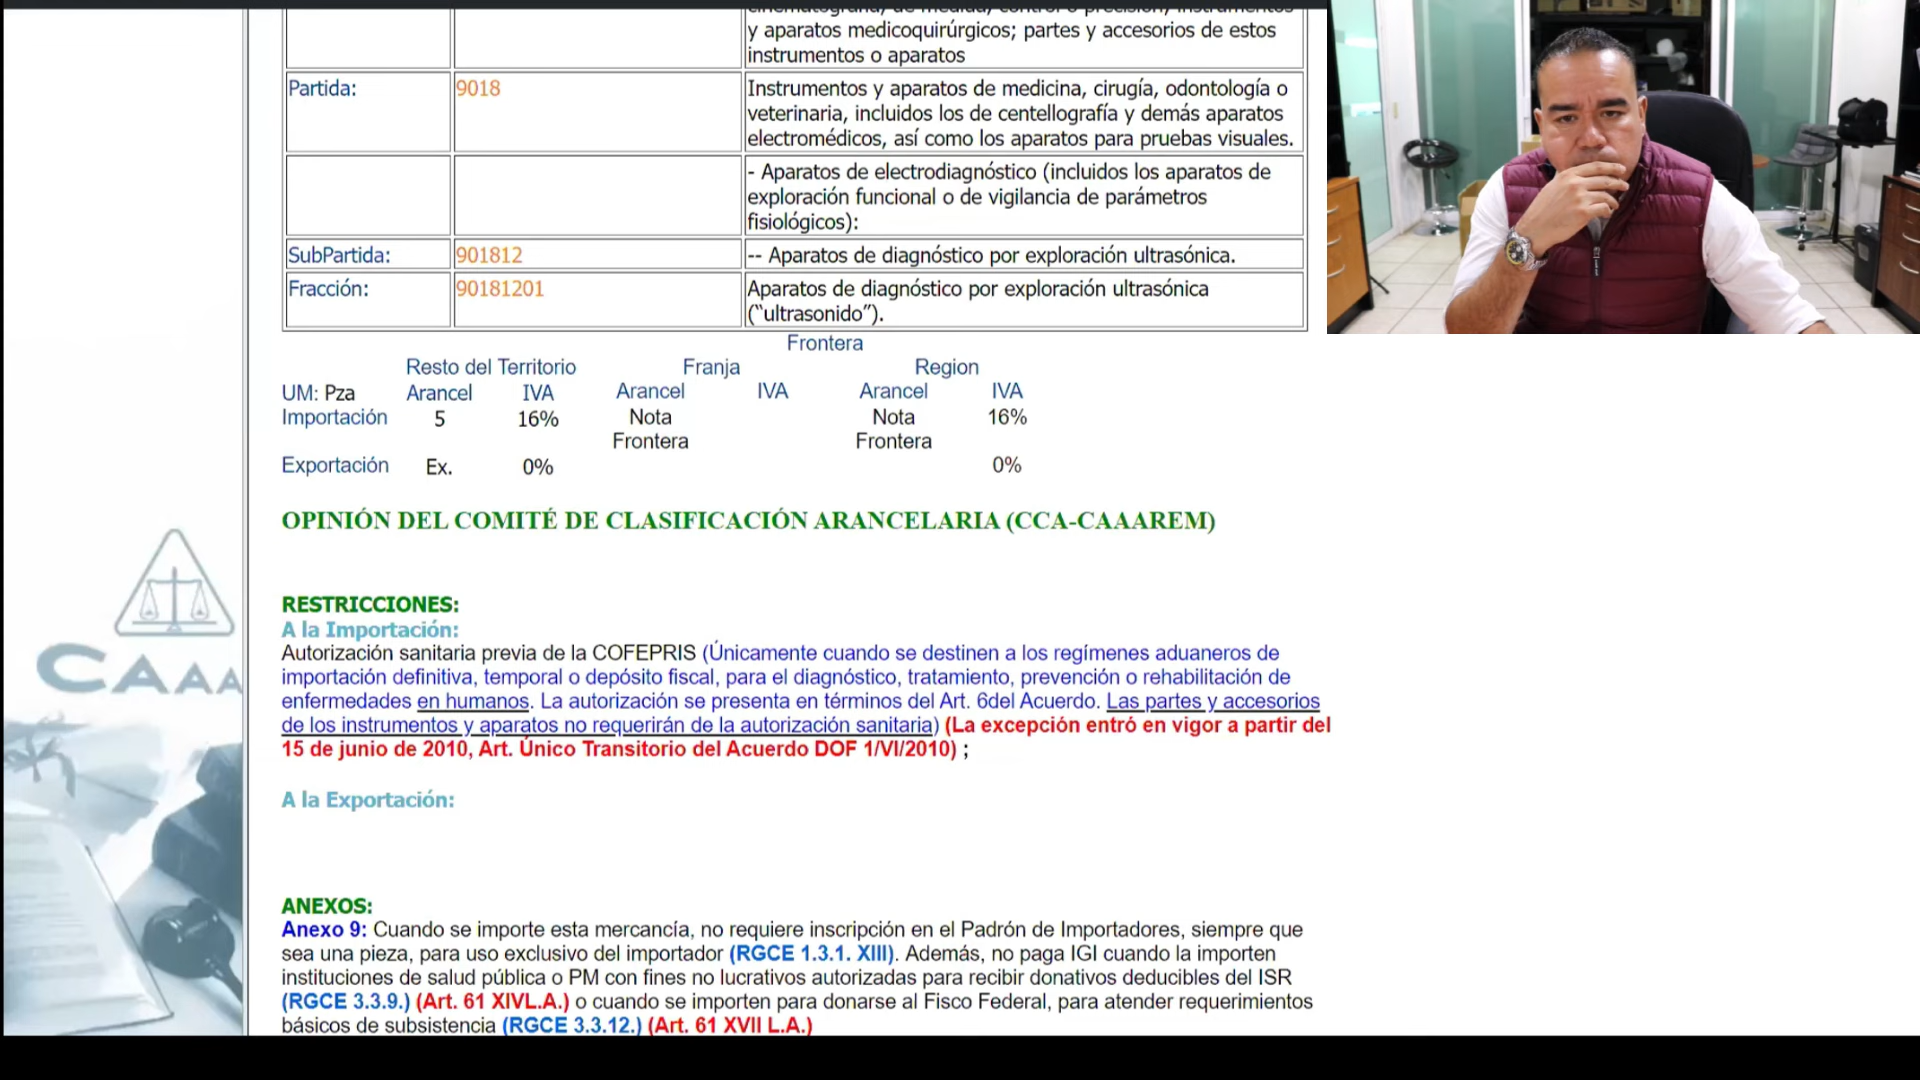 cinematografía, de medida, control o precisión; instrumentos
y aparatos medicoquirúrgicos; partes y accesorios de estos
instrumentos o aparatos
Partida: 9018 Instrumentos y aparatos de medicina, cirugía, odontología o
veterinaria, incluidos los de centellografía y demás aparatos
electromédicos, así como los aparatos para pruebas visuales.
- Aparatos de electrodiagnóstico (incluidos los aparatos de
exploración funcional o de vigilancia de parámetros
fisiológicos):
SubPartida: 901812 -- Aparatos de diagnóstico por exploración ultrasónica.
Fracción: 90181201 Aparatos de diagnóstico por exploración ultrasónica
("ultrasonido").
Frontera
Resto del Territorio Franja Region
UM: Pza Arancel IVA Arancel IVA Arancel IVA
Importación 5 16% Nota Frontera Nota Frontera 16%
Exportación Ex. 0% 0%
OPINIÓN DEL COMITÉ DE CLASIFICACIÓN ARANCELARIA (CCA-CAAAREM)
RESTRICCIONES:
A la Importación:
Autorización sanitaria previa de la COFEPRIS (Únicamente cuando se destinen a los regímenes aduaneros de
importación definitiva, temporal o depósito fiscal, para el diagnóstico, tratamiento, prevención o rehabilitación de
enfermedades en humanos. La autorización se presenta en términos del Art. 6del Acuerdo. Las partes y accesorios
de los instrumentos y aparatos no requerirán de la autorización sanitaria) (La excepción entró en vigor a partir del
15 de junio de 2010, Art. Único Transitorio del Acuerdo DOF 1/VI/2010) ;
A la Exportación:
ANEXOS:
Anexo 9: Cuando se importe esta mercancía, no requiere inscripción en el Padrón de Importadores, siempre que
sea una pieza, para uso exclusivo del importador (RGCE 1.3.1. XIII). Además, no paga IGI cuando la importen
instituciones de salud pública o PM con fines no lucrativos autorizadas para recibir donativos deducibles del ISR
(RGCE 3.3.9.) (Art. 61 XIVL.A.) o cuando se importen para donarse al Fisco Federal, para atender requerimientos
básicos de subsistencia (RGCE 3.3.12.) (Art. 61 XVII L.A.)
CAAA